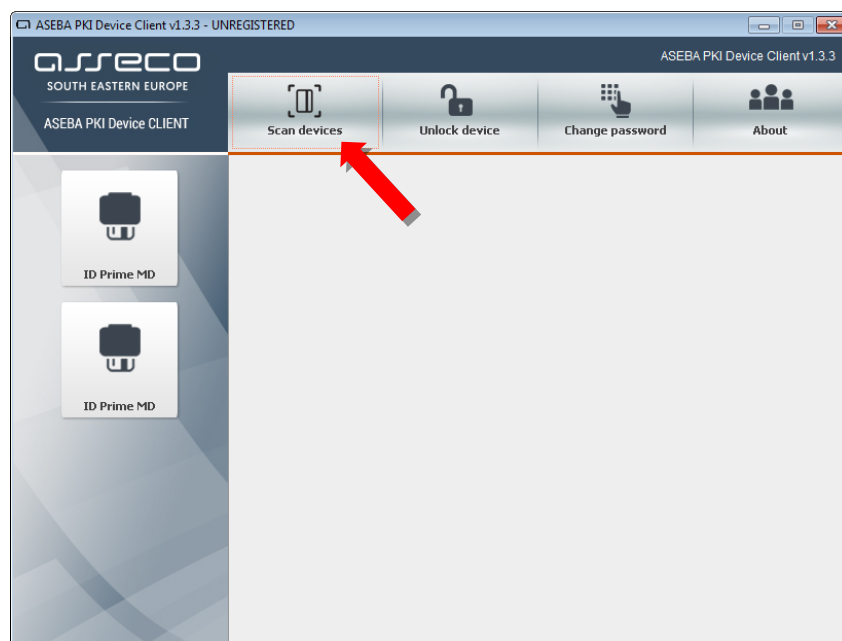 ASEBA PKI Device Client v1.3.3 - UNREGISTERED
asseco
SOUTH EASTERN EUROPE
ASEBA PKI Device CLIENT
ASEBA PKI Device Client v1.3.3
Scan devices
Unlock device
Change password
About
ID Prime MD
ID Prime MD